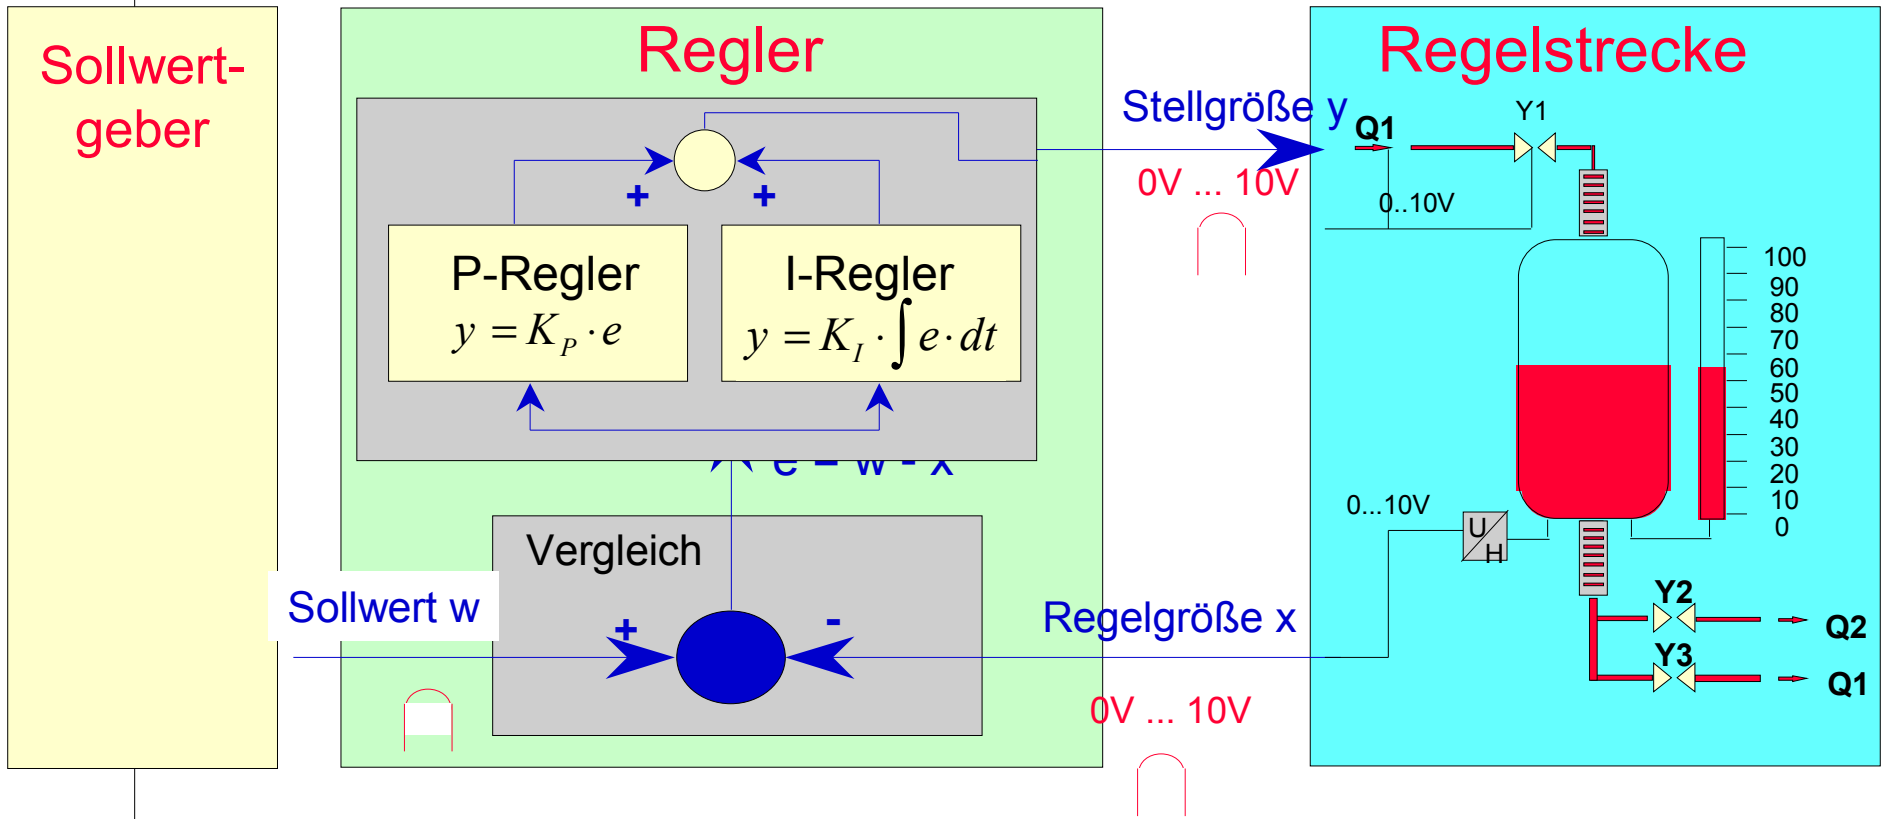 Sollwert-
geber
Regler
P-Regler
y = K_P · e
I-Regler
y = K_I · ∫ e · dt
+
+
e = w - x
Vergleich
Sollwert w
+
-
Stellgröße y
0V ... 10V
Regelgröße x
0V ... 10V
Regelstrecke
Q1
Y1
0..10V
100
90
80
70
60
50
40
30
20
10
0
0...10V
U
H
Y2
Q2
Y3
Q1